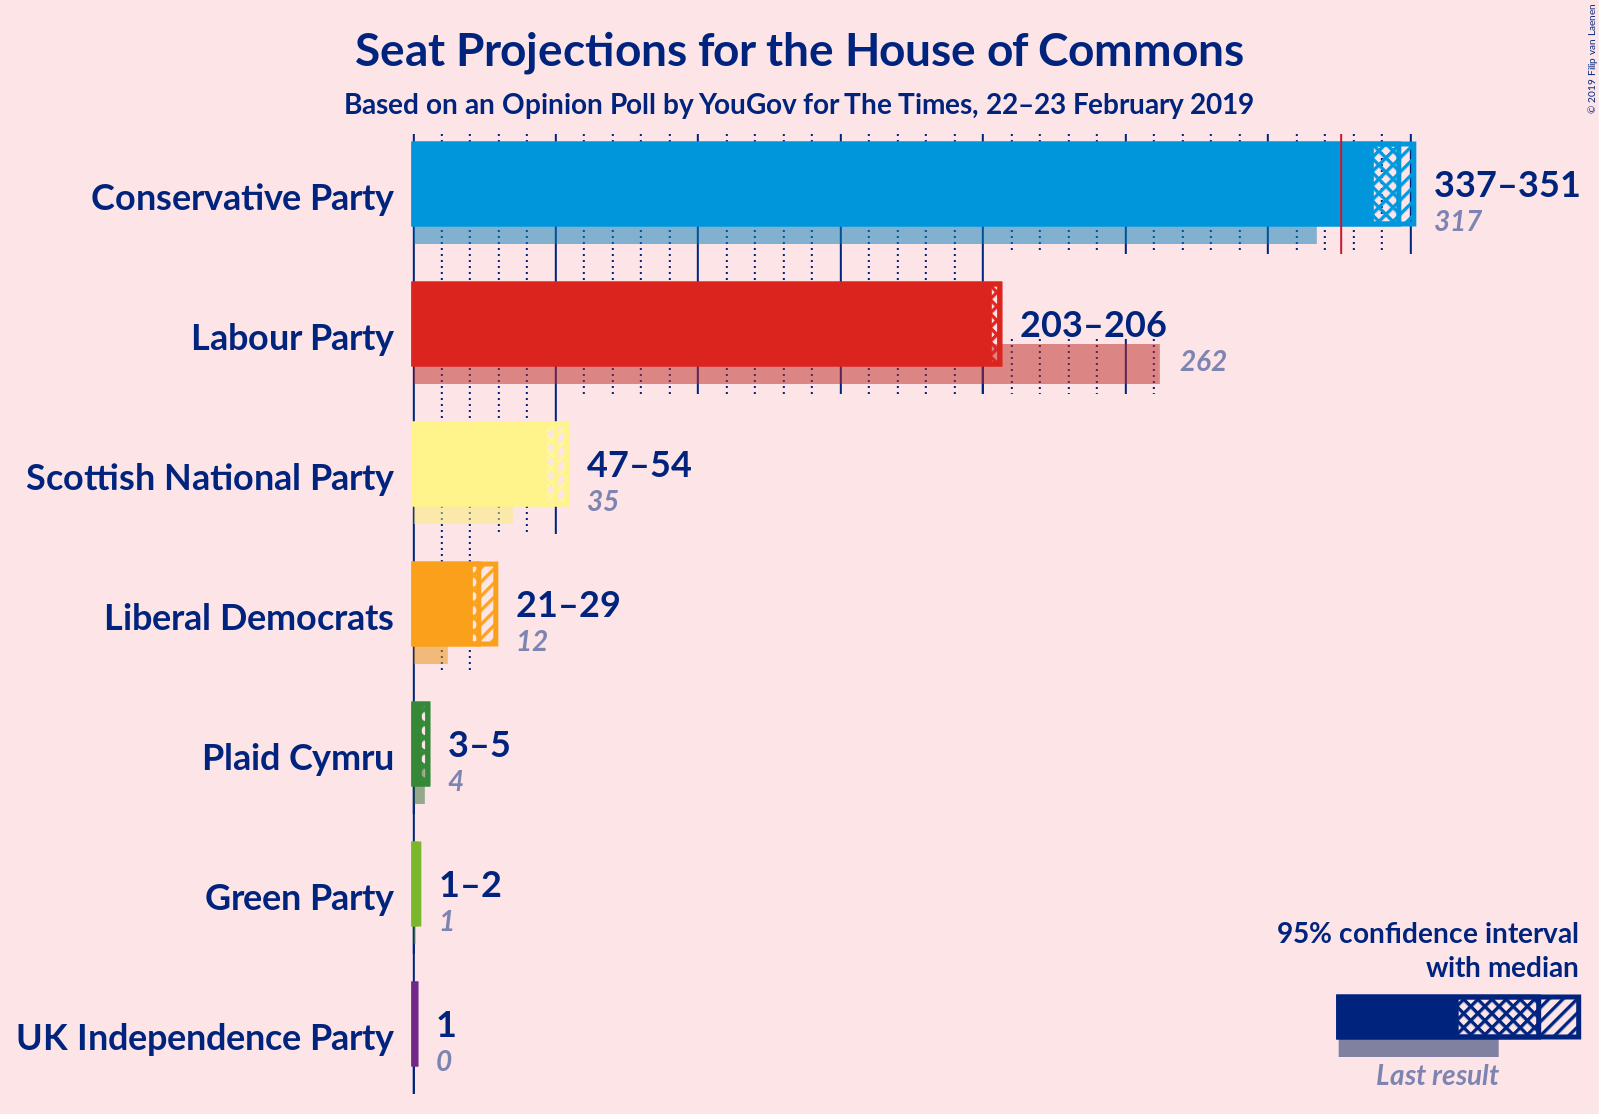 Seat Projections for the House of Commons
Based on an Opinion Poll by YouGov for The Times, 22–23 February 2019
© 2019 Filip van Laenen
Conservative Party
337–351
317
Labour Party
203–206
262
Scottish National Party
47–54
35
Liberal Democrats
21–29
12
Plaid Cymru
3–5
4
Green Party
1–2
1
UK Independence Party
1
0
95% confidence interval
with median
Last result